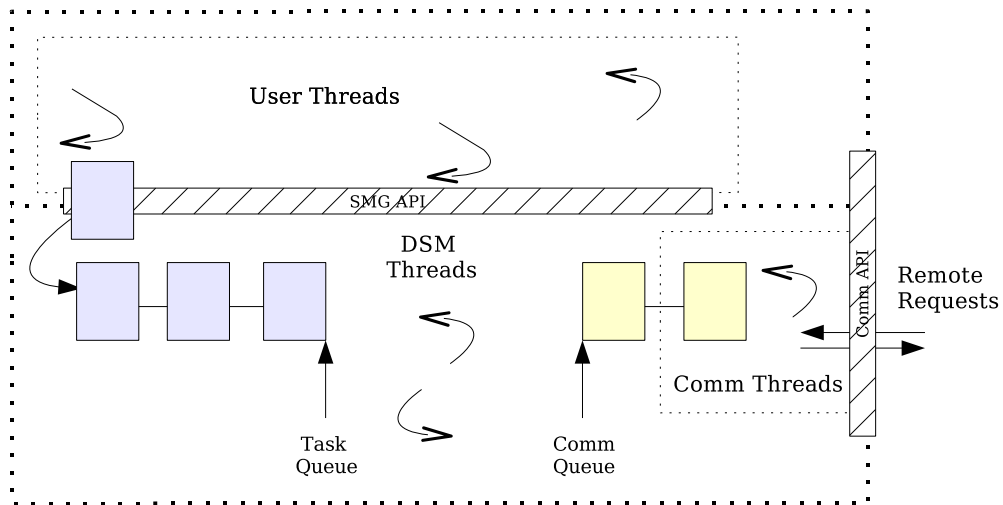 User Threads
SMG API
DSM
Threads
Comm API
Remote
Requests
Comm Threads
Task
Queue
Comm
Queue